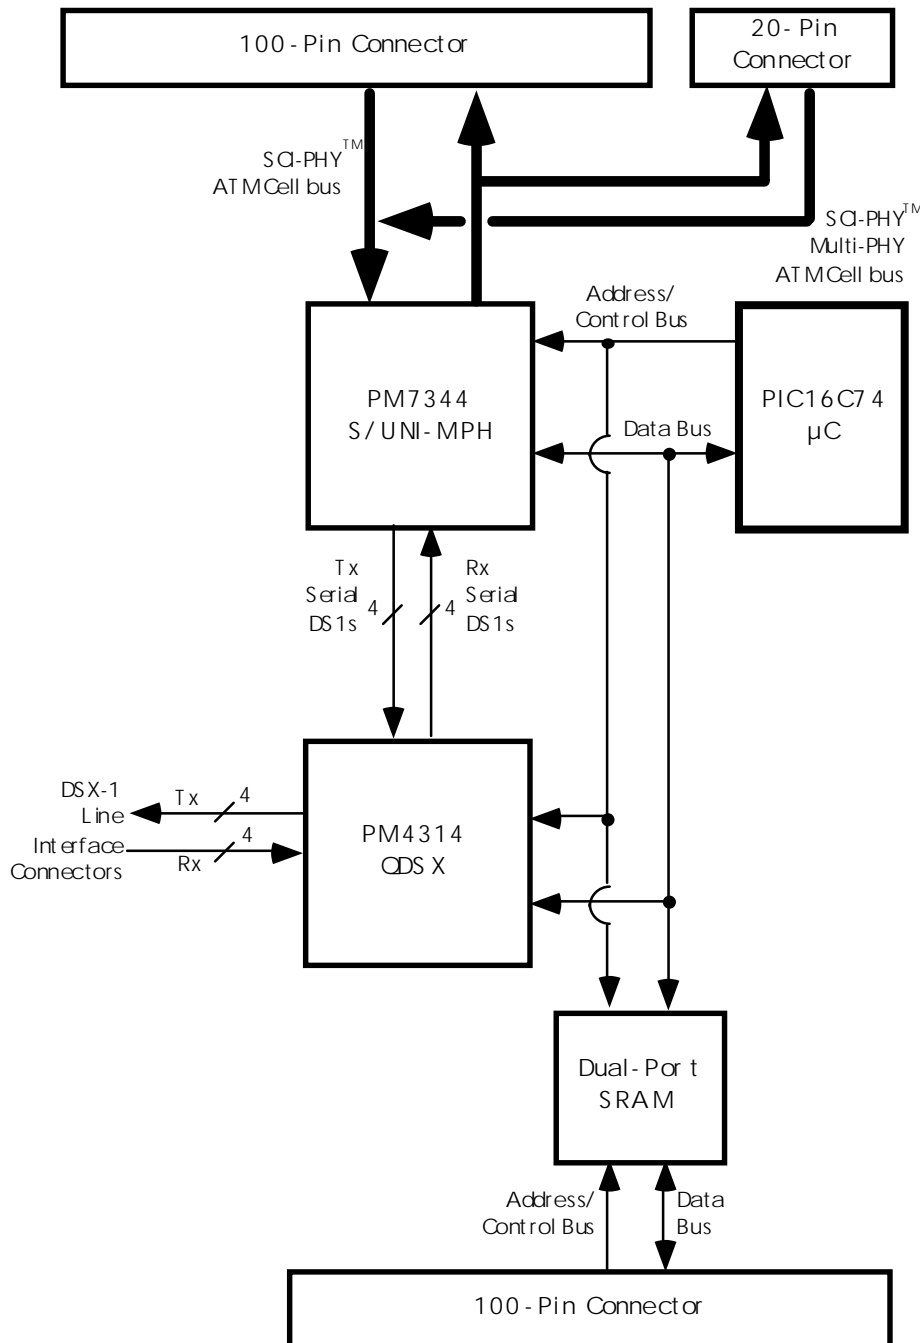 100-Pin Connector
20-Pin
Connector
SCI-PHY™
ATM Cell bus
SCI-PHY™
Multi-PHY
ATM Cell bus
Address/
Control Bus
PM7344
S/UNI-MPH
PIC16C74
µC
Data Bus
Tx
Serial
DS1s
4
4
Rx
Serial
DS1s
DSX-1
Line
Interface
Connectors
Tx
4
4
Rx
PM4314
QDSX
Dual-Port
SRAM
Address/
Control Bus
Data
Bus
100-Pin Connector